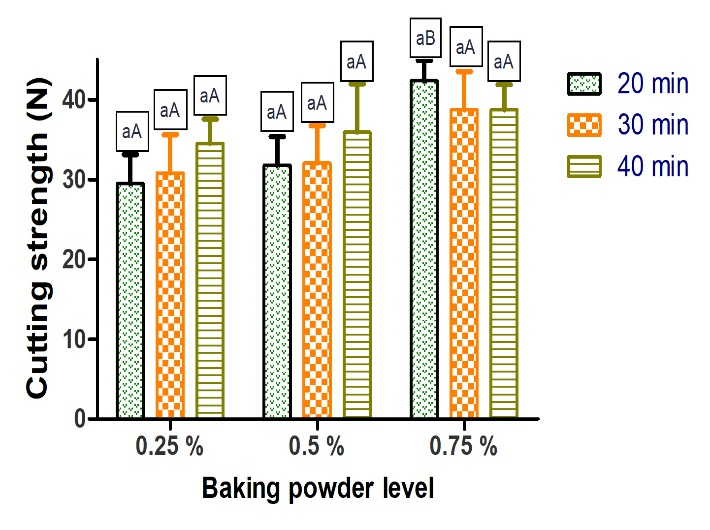 Cutting strength (N)
40
30
20
10
0
aA
aA
aA
aA
aA
aA
aB
aA
aA
0.25 %
0.5 %
0.75 %
Baking powder level
20 min
30 min
40 min